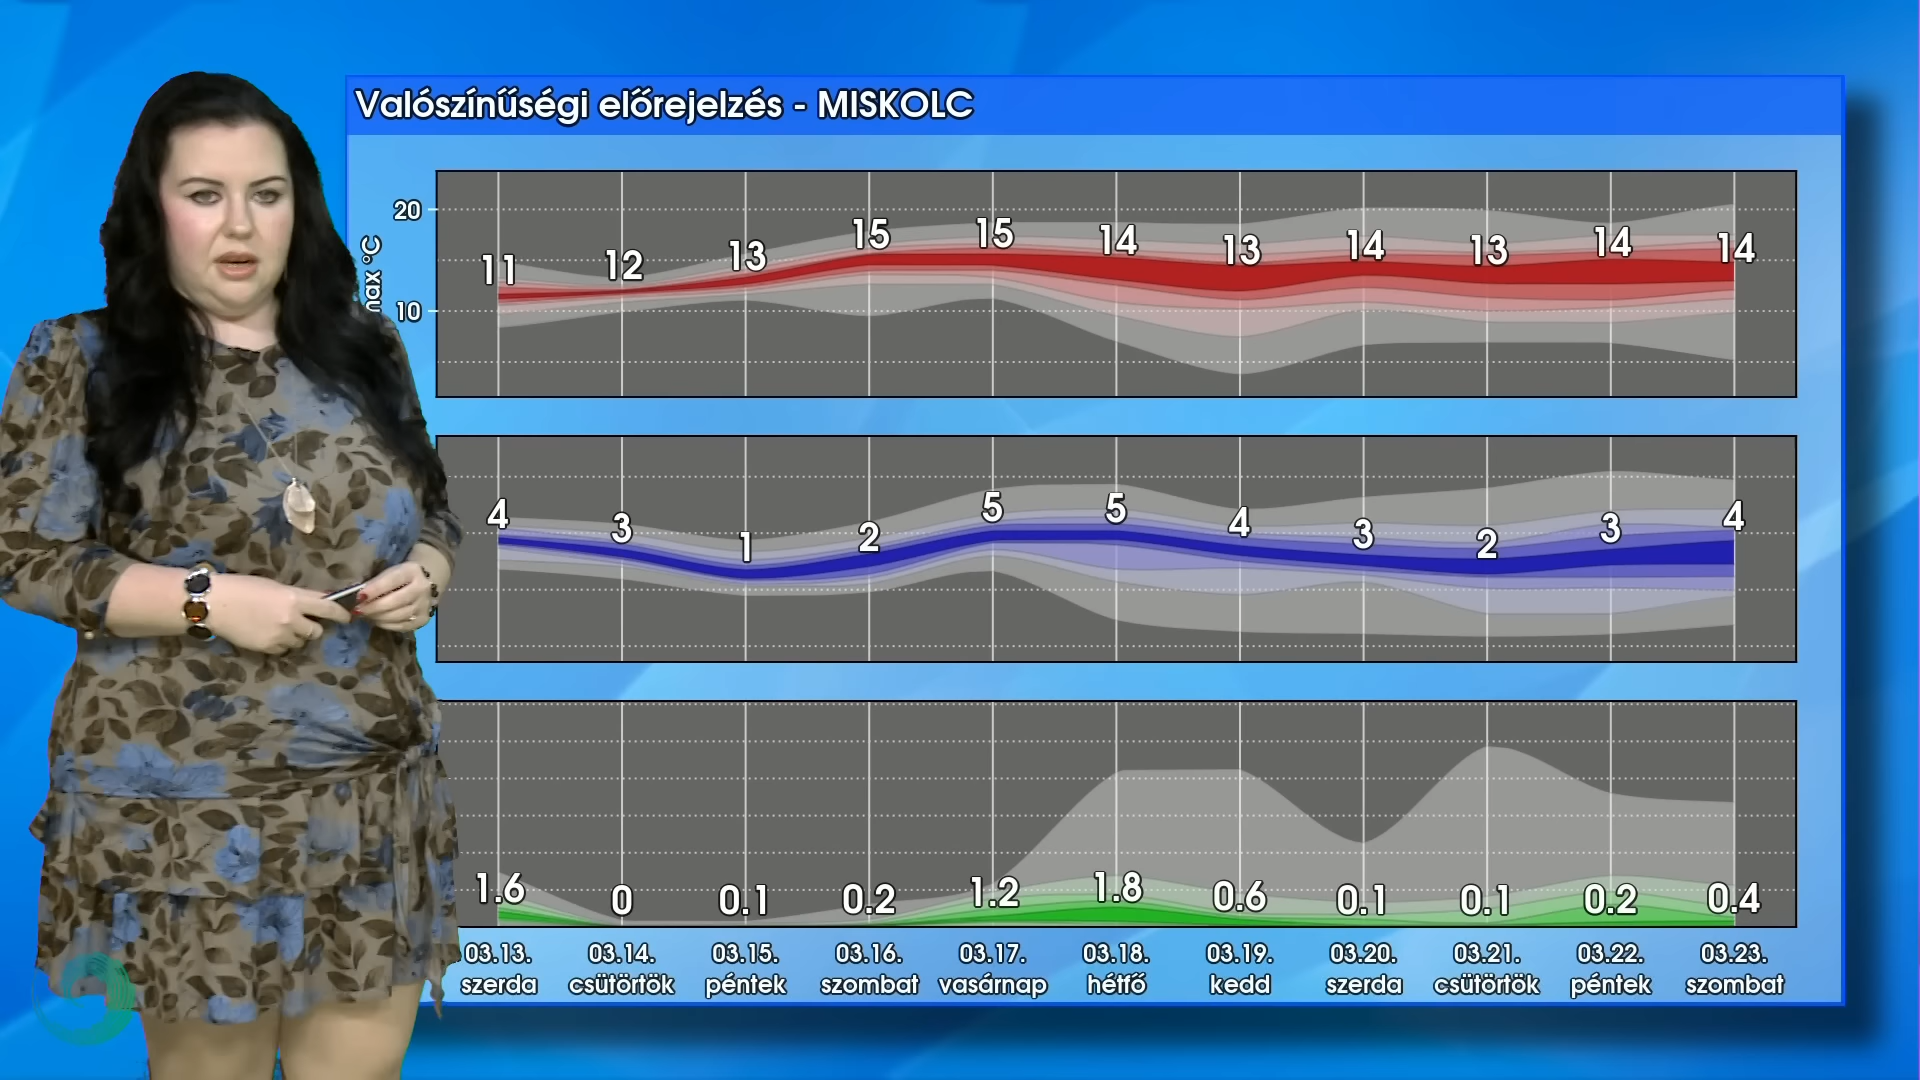 Valószínűségi előrejelzés - MISKOLC
20
10
max °C
11 12 13 15 15 14 13 14 13 14 14
4 3 1 2 5 5 4 3 2 3 4
1.6 0 0.1 0.2 1.2 1.8 0.6 0.1 0.1 0.2 0.4
03.13. 03.14. 03.15. 03.16. 03.17. 03.18. 03.19. 03.20. 03.21. 03.22. 03.23.
szerda csütörtök péntek szombat vasárnap hétfő kedd szerda csütörtök péntek szombat